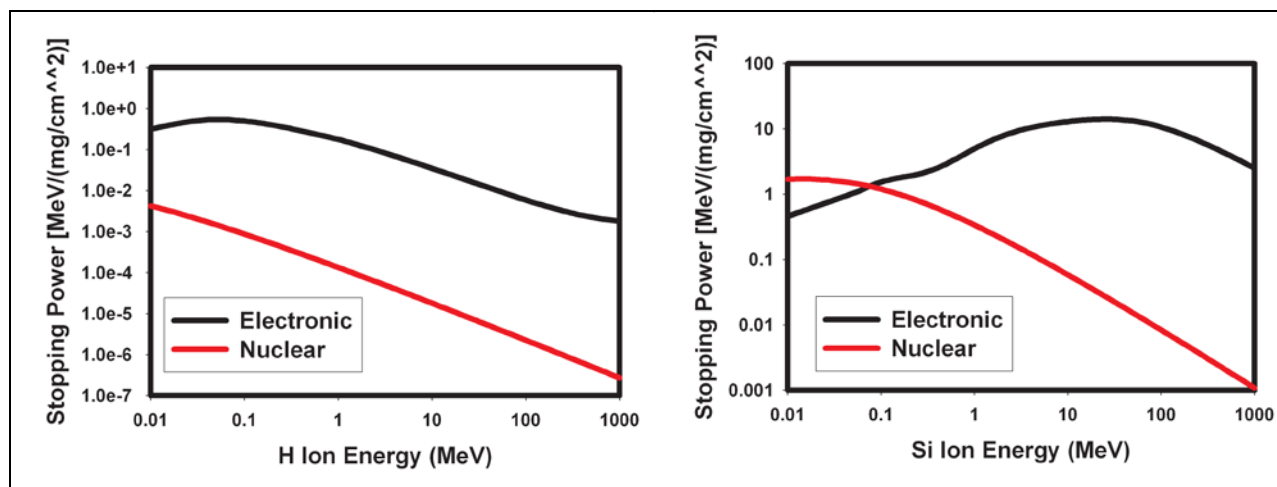 Stopping Power [MeV/(mg/cm^^2)]
1.0e+1
1.0e+0
1.0e-1
1.0e-2
1.0e-3
1.0e-4
1.0e-5
1.0e-6
1.0e-7
Electronic
Nuclear
0.01 0.1 1 10 100 1000
H Ion Energy (MeV)
Stopping Power [MeV/(mg/cm^^2)]
100
10
1
0.1
0.01
0.001
Electronic
Nuclear
0.01 0.1 1 10 100 1000
Si Ion Energy (MeV)